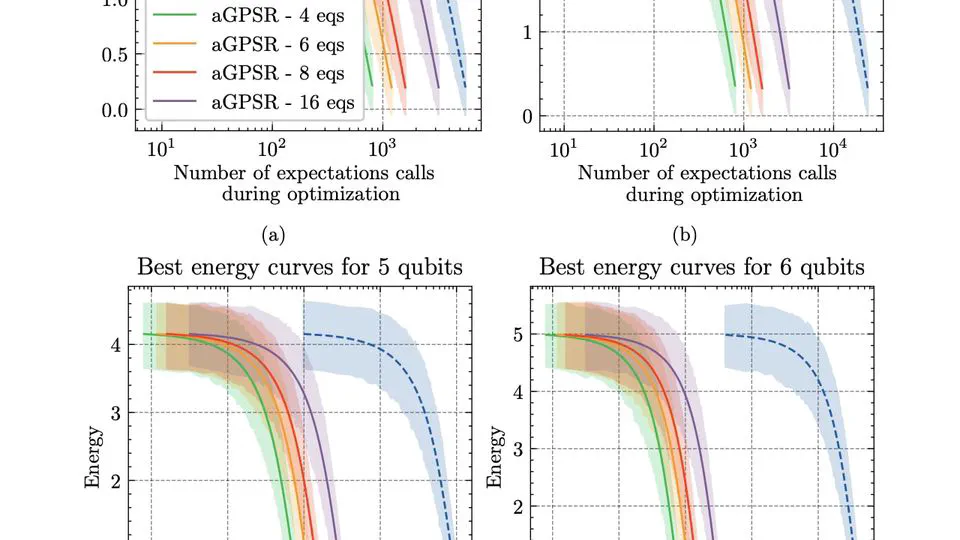 1.0
aGPSR - 4 eqs
aGPSR - 6 eqs
0.5
aGPSR - 8 eqs
aGPSR - 16 eqs
0.0
10¹
10²
10³
Number of expectations calls
during optimization
(a)
1
0
10¹
10²
10³
10⁴
Number of expectations calls
during optimization
(b)
Best energy curves for 5 qubits
4
3
2
Energy
Best energy curves for 6 qubits
5
4
3
2
Energy